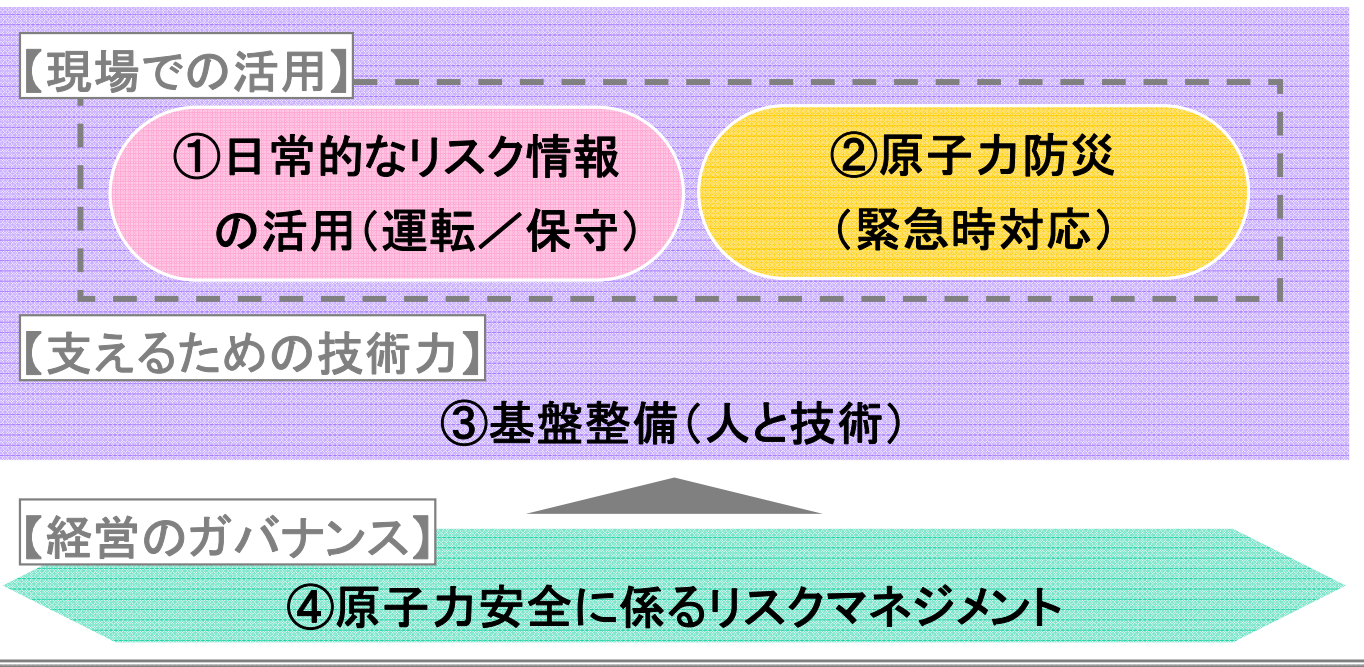 【現場での活用】
①日常的なリスク情報
の活用(運転/保守)
②原子力防災
(緊急時対応)
【支えるための技術力】
③基盤整備(人と技術)
【経営のガバナンス】
④原子力安全に係るリスクマネジメント